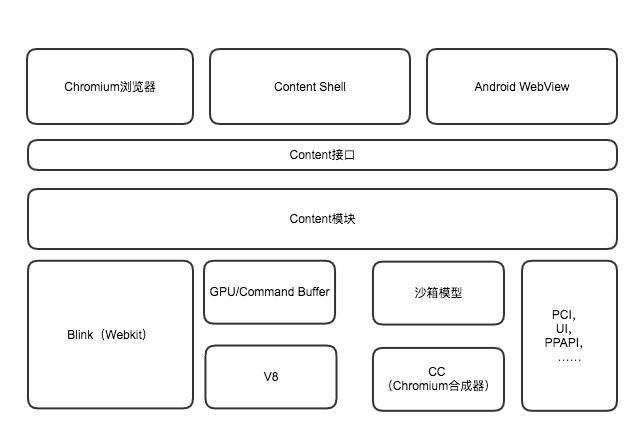 Chromium浏览器
Content Shell
Android WebView
Content接口
Content模块
Blink（Webkit）
GPU/Command Buffer
沙箱模型
PCI，
UI，
PPAPI，
……
V8
CC
（Chromium合成器）